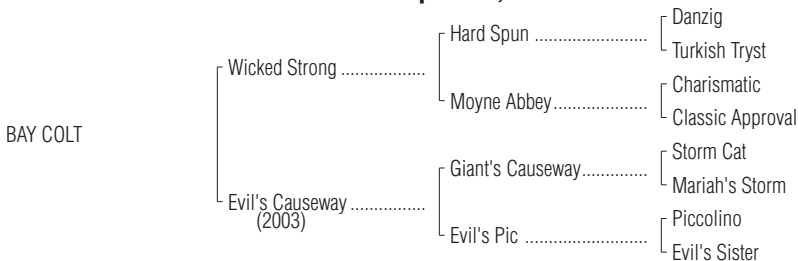 Danzig
Hard Spun ........................
Turkish Tryst
Wicked Strong ..................
Charismatic
Moyne Abbey....................
Classic Approval
BAY COLT
Storm Cat
Giant's Causeway..............
Mariah's Storm
Evil's Causeway ................
(2003)
Piccolino
Evil's Pic ..........................
Evil's Sister